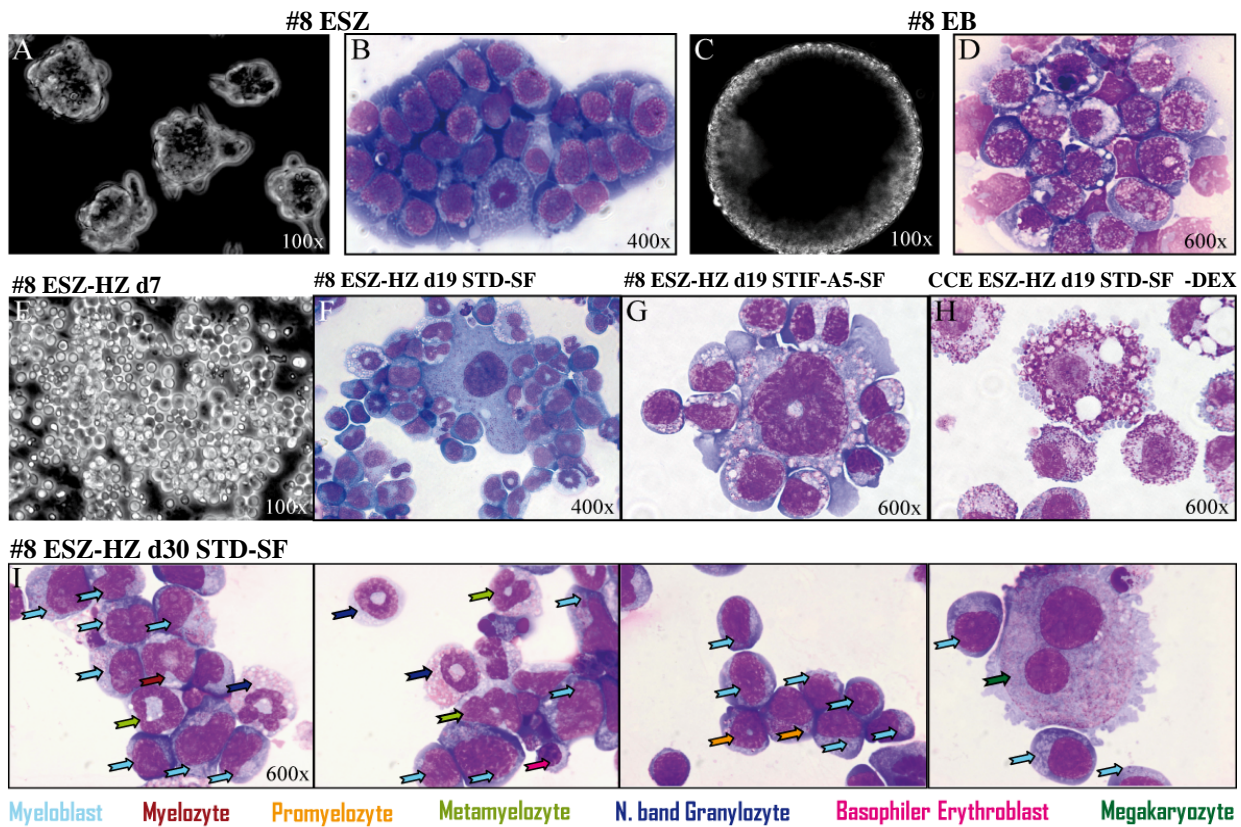 #8 ESZ #8 EB
A B C D
100x 400x 100x 600x
#8 ESZ-HZ d7 #8 ESZ-HZ d19 STD-SF #8 ESZ-HZ d19 STIF-A5-SF CCE ESZ-HZ d19 STD-SF -DEX
E F G H
100x 400x 600x 600x
#8 ESZ-HZ d30 STD-SF
I
600x
Myeloblast Myelozyte Promyelozyte Metamyelozyte N. band Granylozyte Basophiler Erythroblast Megakaryozyte